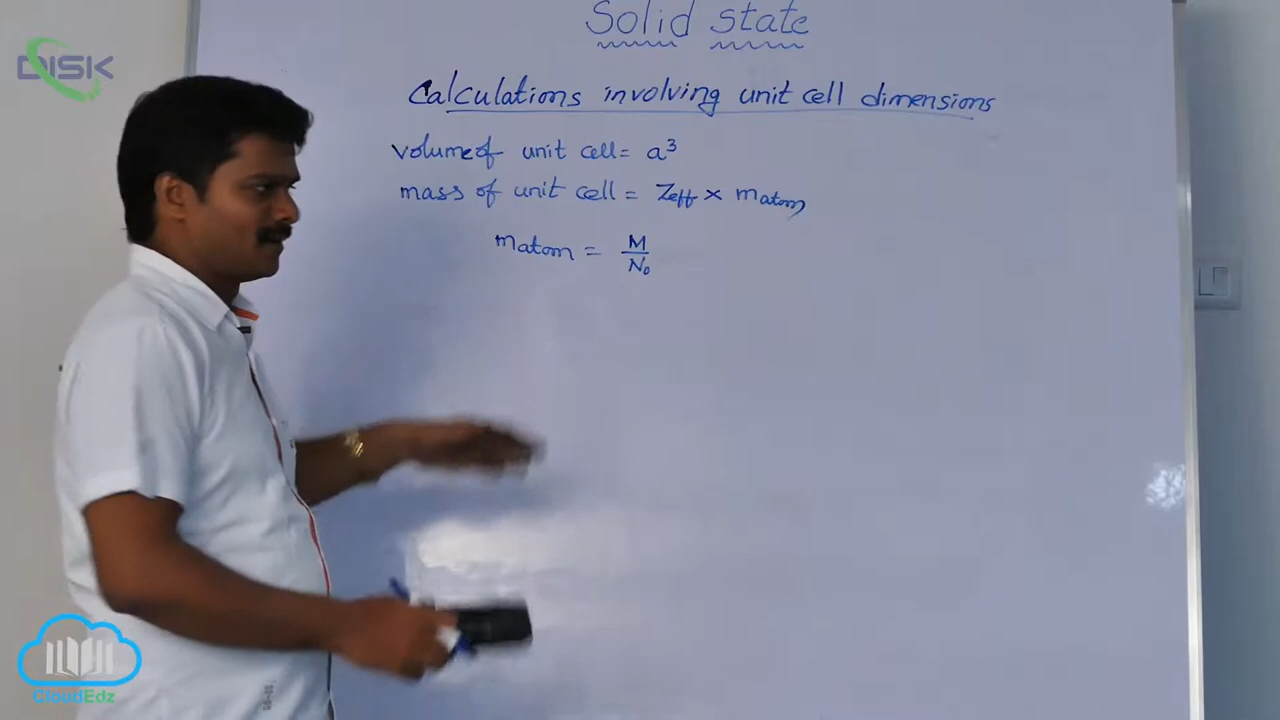 Solid state
DISK
Calculations involving unit cell dimensions
volume of unit cell = a³
mass of unit cell = Zeff × matom
matom = M/N₀
CloudEdz